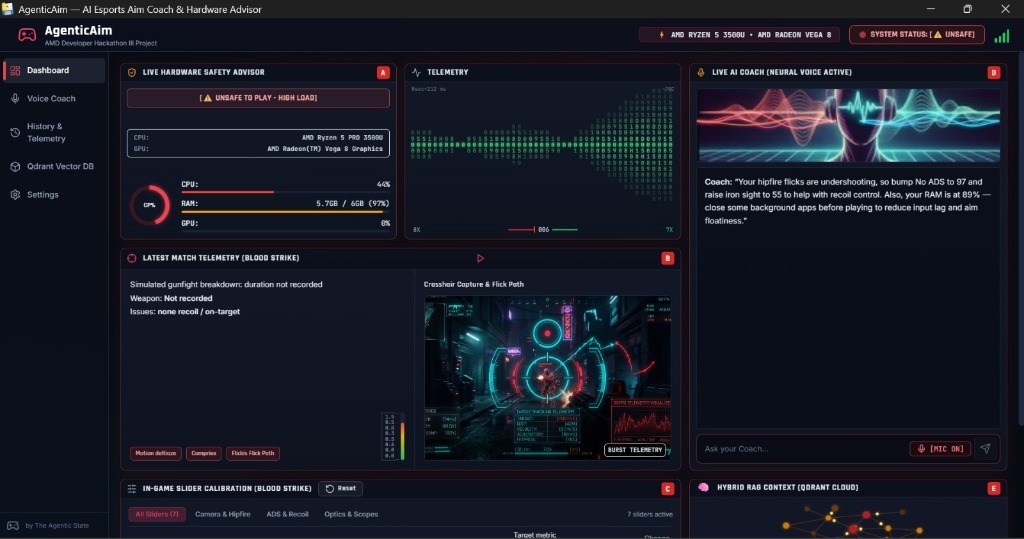 AgenticAim — AI Esports Aim Coach & Hardware Advisor
AgenticAim
AMD Developer Hackathon III Project
AMD RYZEN 5 3500U • AMD RADEON VEGA 8
SYSTEM STATUS: [⚠ UNSAFE]
Dashboard
Voice Coach
History &
Telemetry
Qdrant Vector DB
Settings
by The Agentic State
LIVE HARDWARE SAFETY ADVISOR
A
[⚠ UNSAFE TO PLAY - HIGH LOAD]
CPU: AMD Ryzen 5 PRO 3500U
GPU: AMD Radeon(TM) Vega 8 Graphics
CPU: 44%
RAM: 5.7GB / 6GB (97%)
GPU: 0%
TELEMETRY
006
LATEST MATCH TELEMETRY (BLOOD STRIKE)
B
Simulated gunfight breakdown: duration not recorded
Weapon: Not recorded
Issues: none recoil / on-target
Crosshair Capture & Flick Path
BURST TELEMETRY
IN-GAME SLIDER CALIBRATION (BLOOD STRIKE)
Reset
C
All Sliders (7)
Camera & Hipfire
ADS & Recoil
Optics & Scopes
7 sliders active
Target metric
LIVE AI COACH (NEURAL VOICE ACTIVE)
D
Coach: "Your hipfire flicks are undershooting, so bump No ADS to 97 and
raise iron sight to 55 to help with recoil control. Also, your RAM is at 89% —
close some background apps before playing to reduce input lag and aim
floatiness."
Ask your Coach...
[MIC ON]
HYBRID RAG CONTEXT (QDRANT CLOUD)
E